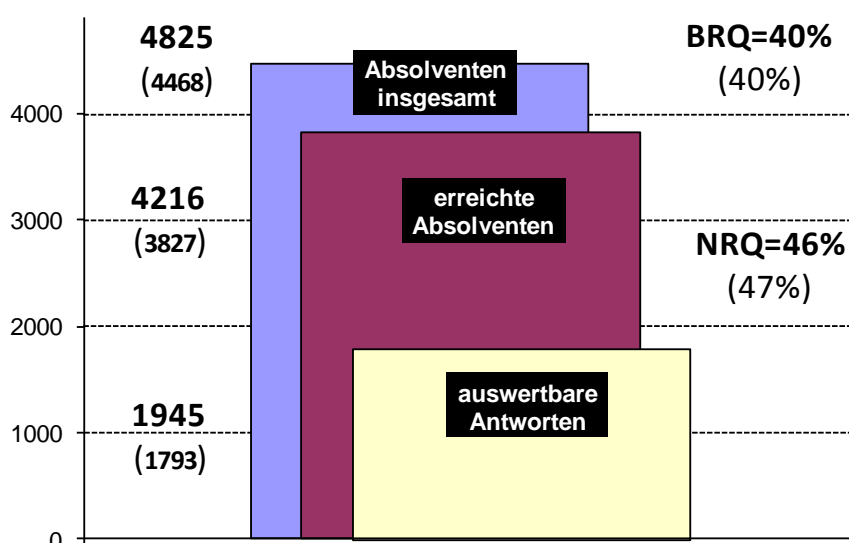 4825
(4468)
BRQ=40%
(40%)
Absolventen
insgesamt
4000
4216
(3827)
erreichte
Absolventen
3000
NRQ=46%
(47%)
2000
1945
(1793)
auswertbare
Antworten
1000
0